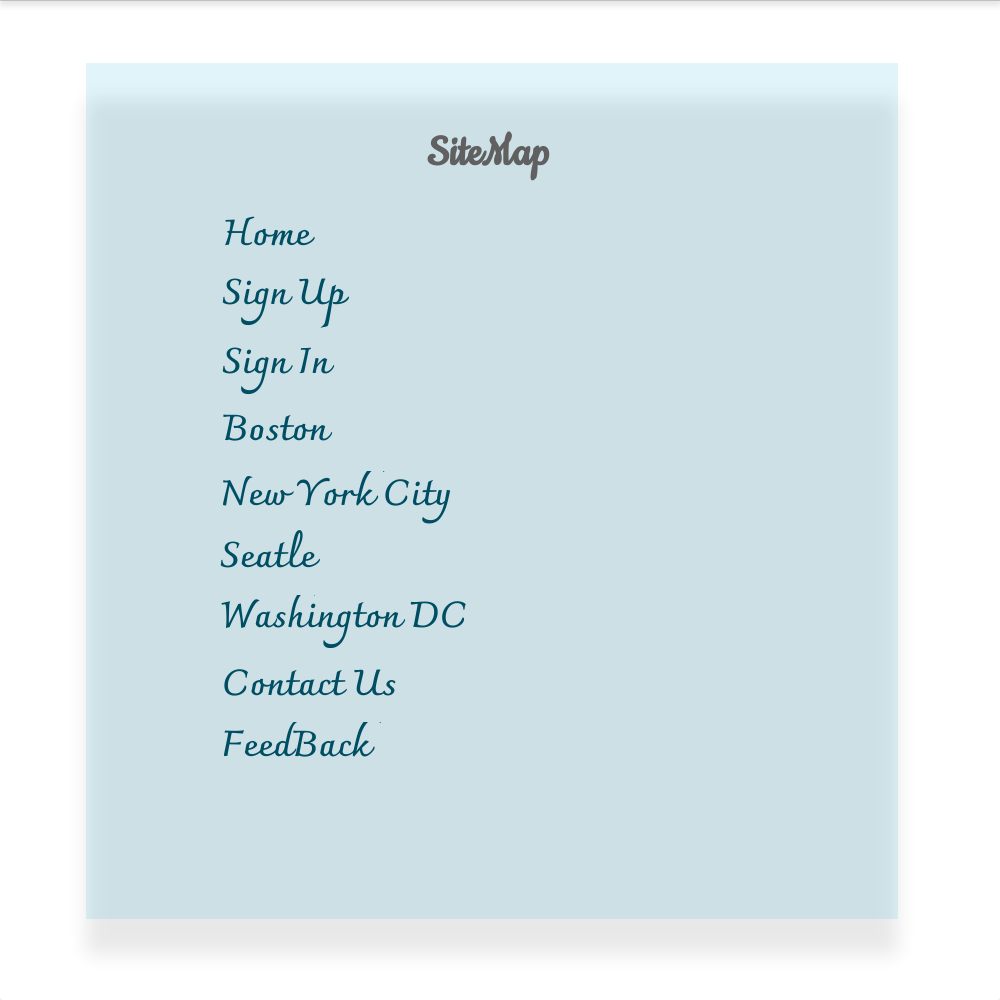 SiteMap
Home
Sign Up
Sign In
Boston
New York City
Seatle
Washington DC
Contact Us
FeedBack